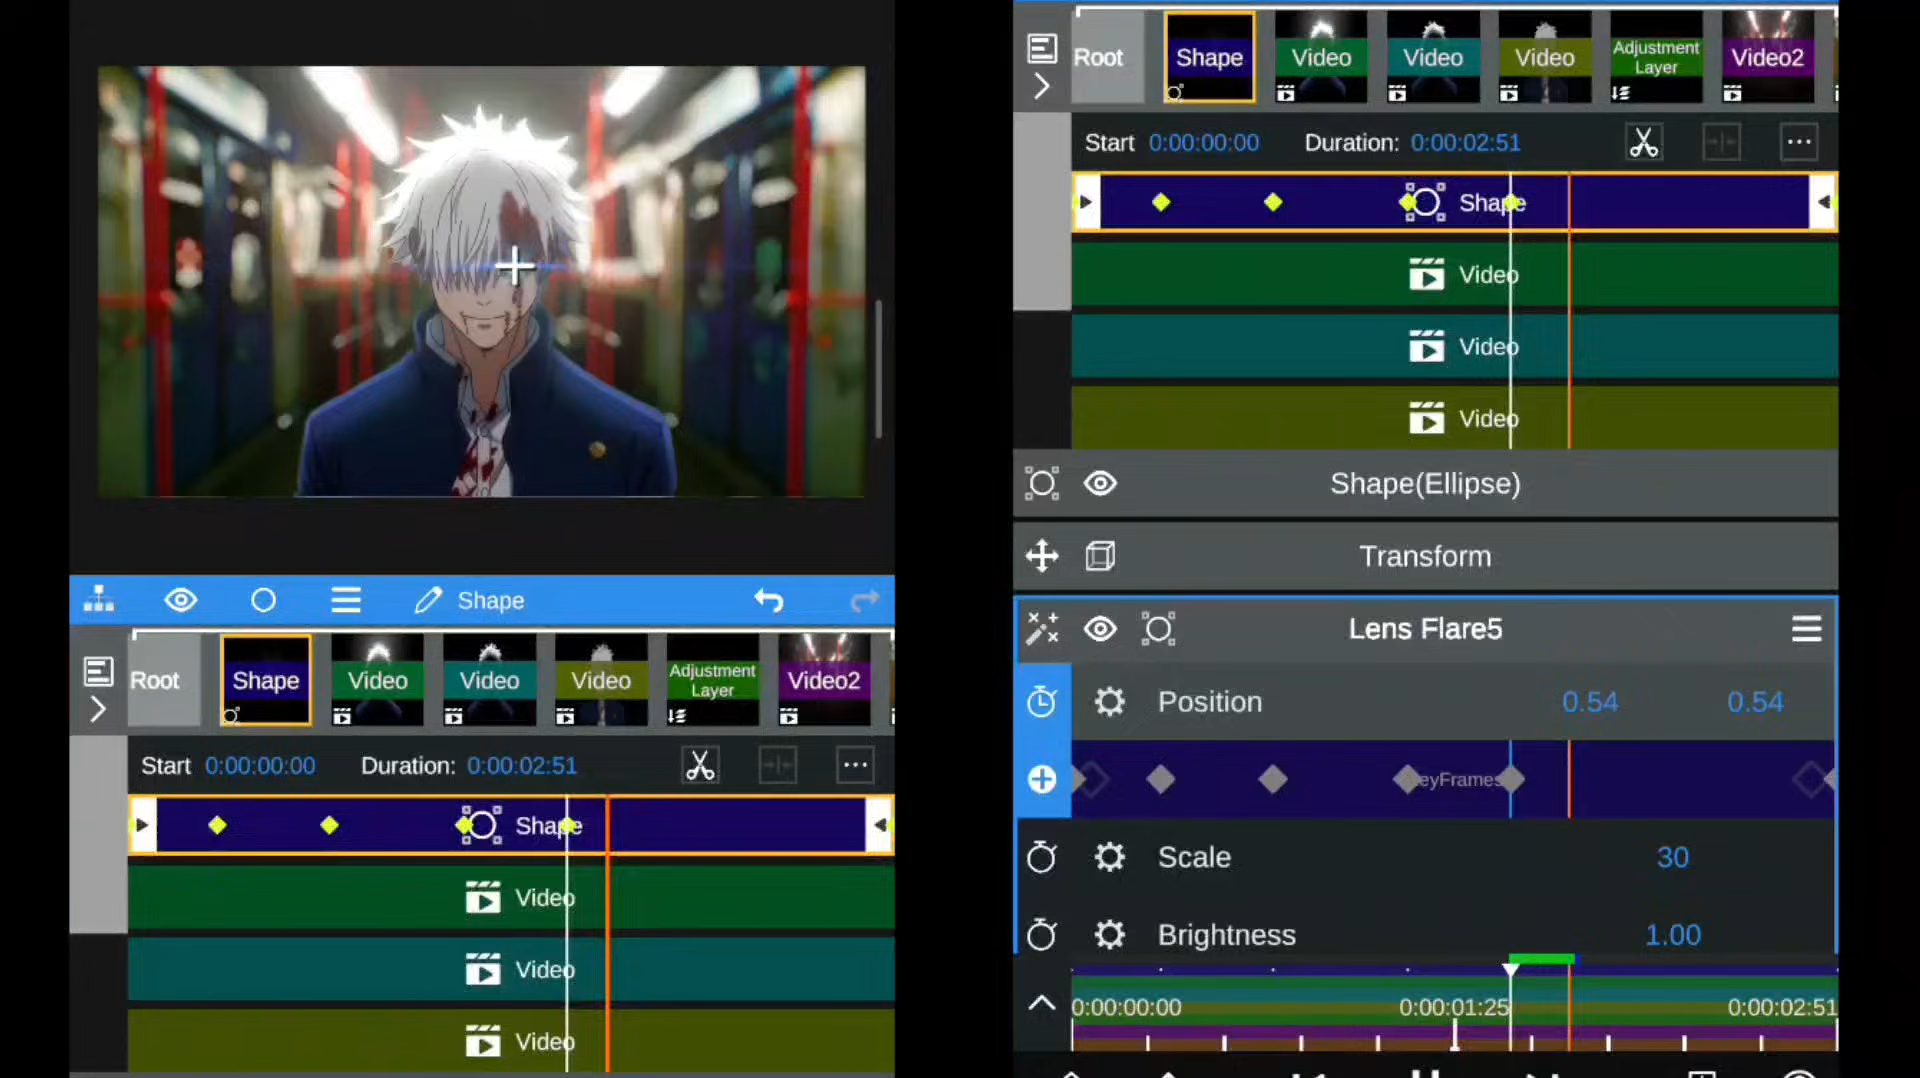 Shape
Root
Shape
Video
Video
Video
Adjustment
Layer
Video2
Start 0:00:00:00 Duration: 0:00:02:51
Shape
Video
Video
Video
Root
Shape
Video
Video
Video
Adjustment
Layer
Video2
Start 0:00:00:00 Duration: 0:00:02:51
Shape
Video
Video
Video
Shape(Ellipse)
Transform
Lens Flare5
Position 0.54 0.54
eyFrames
Scale 30
Brightness 1.00
0:00:00:00 0:00:01:25 0:00:02:51